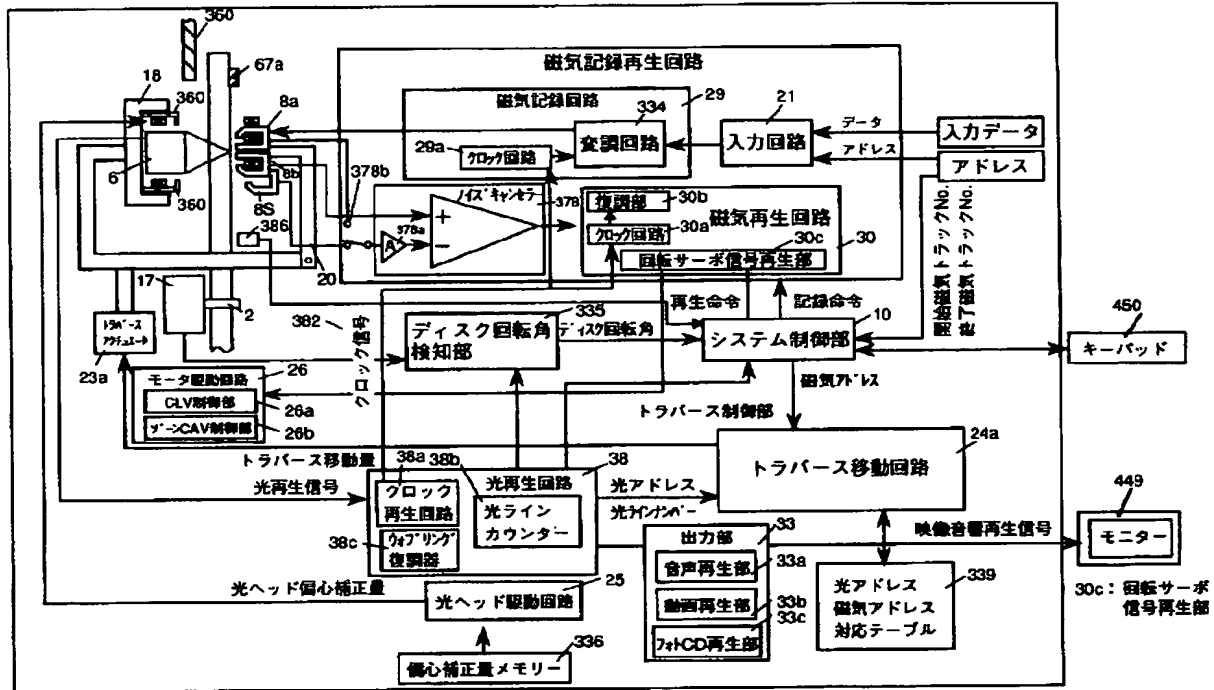 360
67a
18
360
8a
6
8b
360
8S
386
378b
磁気記録再生回路
磁気記録回路
29
334
変調回路
29a
クロック回路
21
入力回路
データ
アドレス
入力データ
アドレス
ノイズキャンセラ
378
378a
A
+
−
復調部
30b
磁気再生回路
クロック回路
30a
30c
30
回転サーボ信号再生部
開始磁気トラックNo.
終了磁気トラックNo.
17
20
2
382
クロック信号
335
ディスク回転角
検知部
ディスク回転角
再生命令
記録命令
10
システム制御部
450
キーパッド
トラバース
アクチュエータ
23a
モータ駆動回路
26
CLV制御部
26a
ゾーンCAV制御部
26b
磁気アドレス
トラバース制御部
24a
トラバース移動回路
トラバース移動量
光再生信号
38a
38b
38
光再生回路
クロック
再生回路
光ライン
カウンター
38c
ウォブリング
復調器
光アドレス
光ラインナンバー
33
出力部
音声再生部
33a
動画再生部
33b
33c
フォトCD再生部
映像音響再生信号
449
モニター
339
光アドレス
磁気アドレス
対応テーブル
30c：回転サーボ
信号再生部
光ヘッド偏心補正量
25
光ヘッド駆動回路
336
偏心補正量メモリー